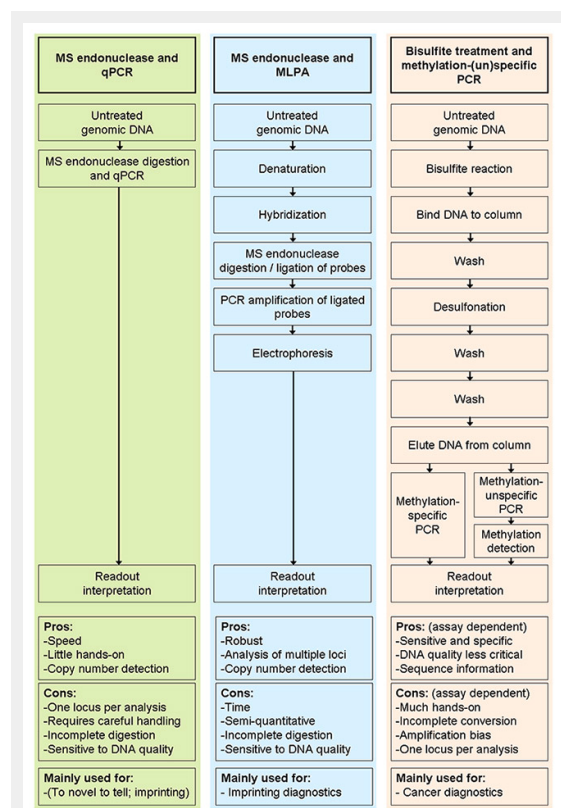 MS endonuclease and
qPCR
Untreated
genomic DNA
MS endonuclease digestion
and qPCR
Readout
interpretation
Pros:
-Speed
-Little hands-on
-Copy number detection
Cons:
-One locus per analysis
-Requires careful handling
-Incomplete digestion
-Sensitive to DNA quality
Mainly used for:
-(To novel to tell; imprinting)
MS endonuclease and
MLPA
Untreated
genomic DNA
Denaturation
Hybridization
MS endonuclease
digestion / ligation of probes
PCR amplification of ligated
probes
Electrophoresis
Readout
interpretation
Pros:
-Robust
-Analysis of multiple loci
-Copy number detection
Cons:
-Time
-Semi-quantitative
-Incomplete digestion
-Sensitive to DNA quality
Mainly used for:
- Imprinting diagnostics
Bisulfite treatment and
methylation-(un)specific
PCR
Untreated
genomic DNA
Bisulfite reaction
Bind DNA to column
Wash
Desulfonation
Wash
Wash
Elute DNA from column
Methylation-
specific PCR
Methylation-
unspecific
PCR
Methylation
detection
Readout
interpretation
Pros: (assay dependent)
-Sensitive and specific
-DNA quality less critical
-Sequence information
Cons: (assay dependent)
-Much hands-on
-Incomplete conversion
-Amplification bias
-One locus per analysis
Mainly used for:
- Cancer diagnostics